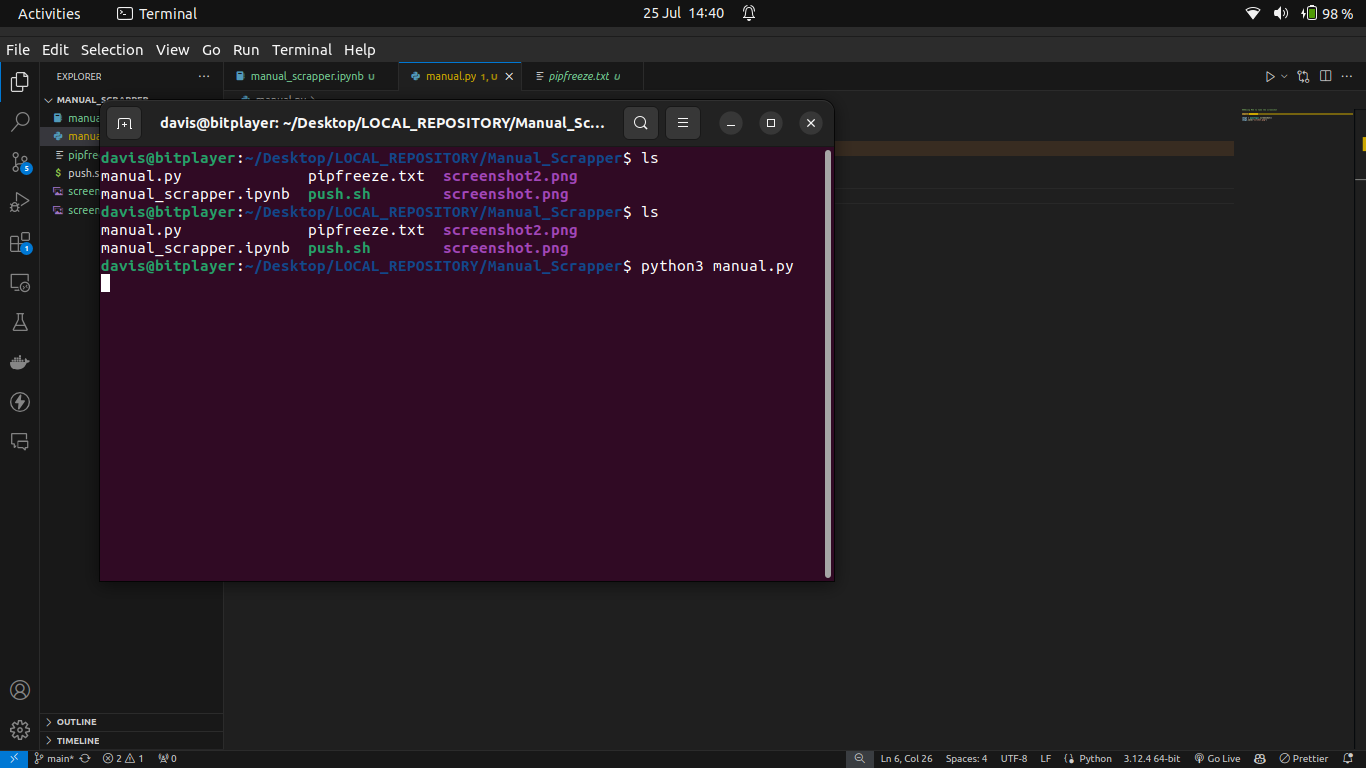 Activities Terminal 25 Jul 14:40 98 %
File Edit Selection View Go Run Terminal Help
EXPLORER
manual_scrapper.ipynb U
manual.py 1, U
pipfreeze.txt U
MANUAL_SCRAPPER
manua
manua
pipfre
$ push.s
screen
screen
5
1
davis@bitplayer: ~/Desktop/LOCAL_REPOSITORY/Manual_Sc...
davis@bitplayer:~/Desktop/LOCAL_REPOSITORY/Manual_Scrapper$ ls
manual.py pipfreeze.txt screenshot2.png
manual_scrapper.ipynb push.sh screenshot.png
davis@bitplayer:~/Desktop/LOCAL_REPOSITORY/Manual_Scrapper$ ls
manual.py pipfreeze.txt screenshot2.png
manual_scrapper.ipynb push.sh screenshot.png
davis@bitplayer:~/Desktop/LOCAL_REPOSITORY/Manual_Scrapper$ python3 manual.py
OUTLINE
TIMELINE
main* 2 1 0 Ln 6, Col 26 Spaces: 4 UTF-8 LF Python 3.12.4 64-bit Go Live Prettier